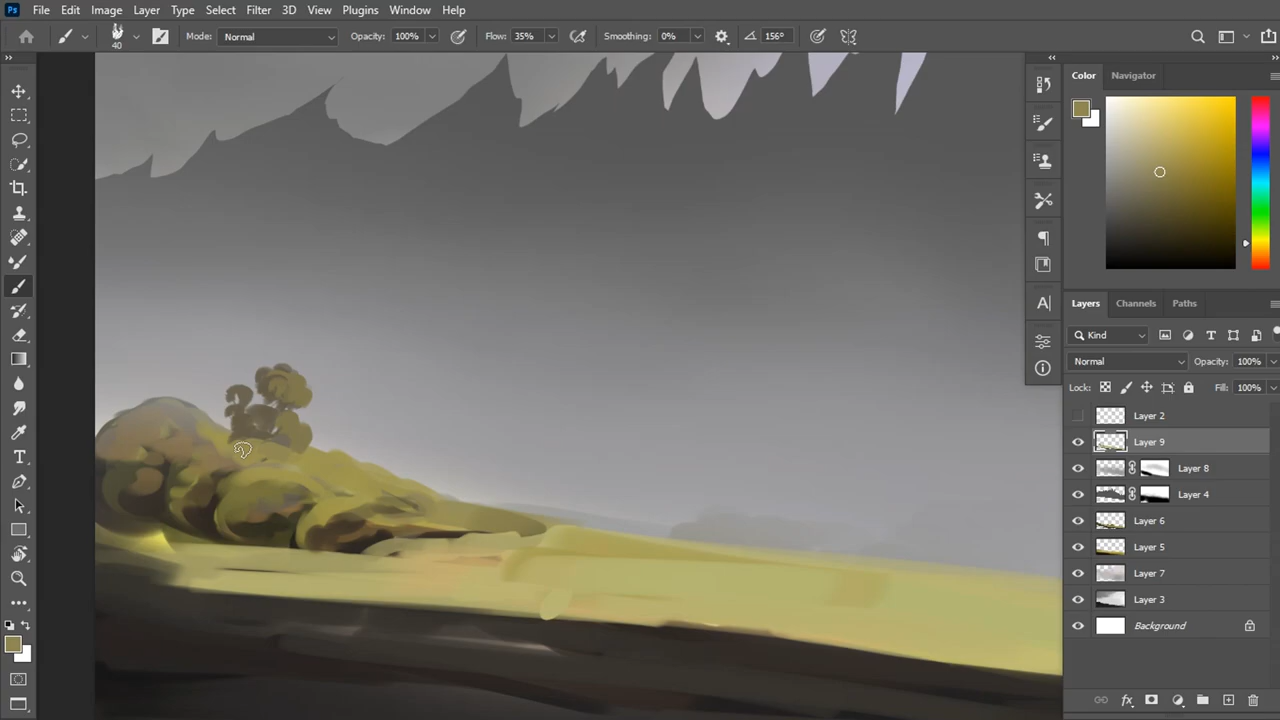 Ps File Edit Image Layer Type Select Filter 3D View Plugins Window Help
40 Mode: Normal Opacity: 100% Flow: 35% Smoothing: 0% 156°
Color Navigator
Layers Channels Paths
Kind
Normal Opacity: 100%
Lock: Fill: 100%
Layer 2
Layer 9
Layer 8
Layer 4
Layer 6
Layer 5
Layer 7
Layer 3
Background